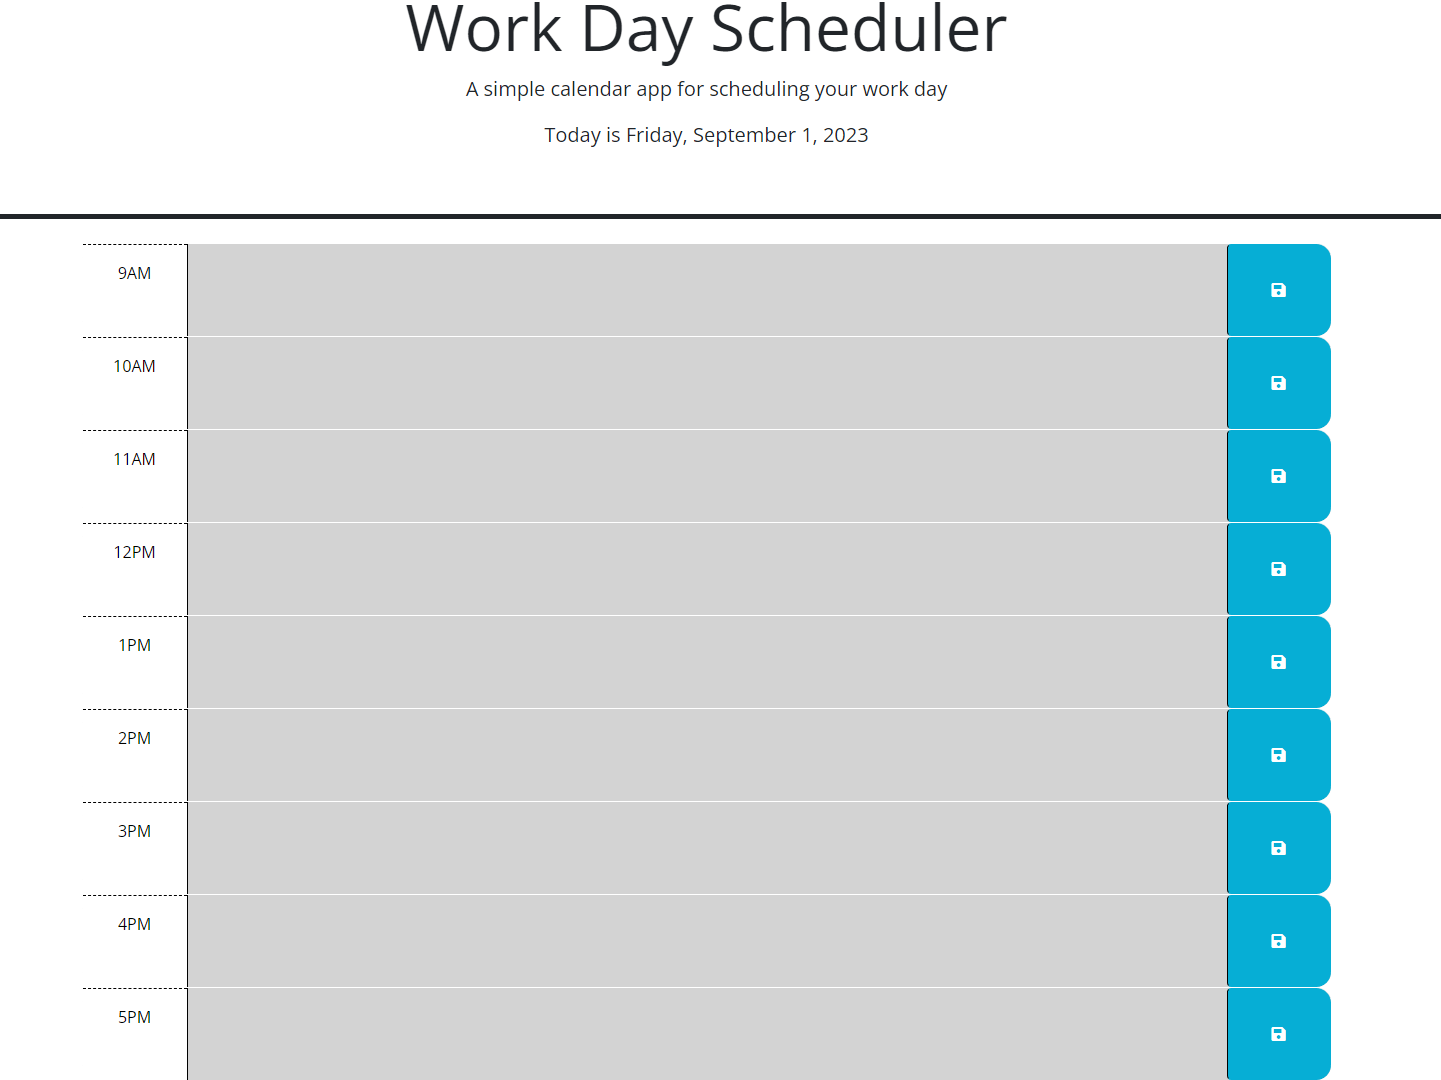 Work Day Scheduler
A simple calendar app for scheduling your work day
Today is Friday, September 1, 2023
9AM
10AM
11AM
12PM
1PM
2PM
3PM
4PM
5PM